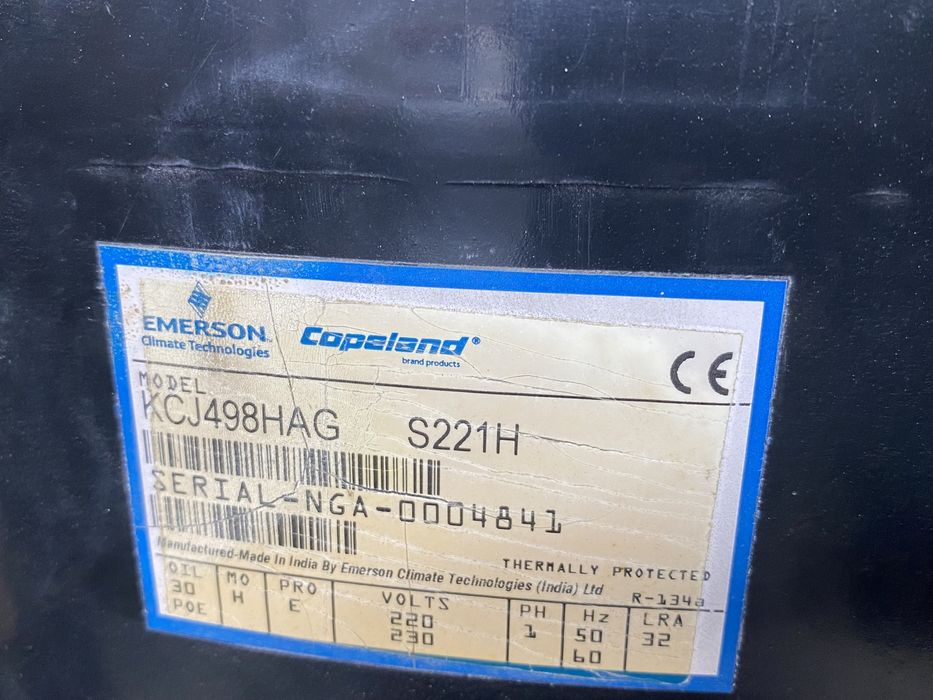 EMERSON™ Copeland®
Climate Technologies brand products
CE
MODEL
KCJ498HAG S221H
SERIAL-NGA-0004841
Manufactured-Made In India By Emerson Climate Technologies (India) Ltd
THERMALLY PROTECTED
R-134a
OIL MO PRO VOLTS PH Hz LRA
30 H E 220 1 50 32
POE 230 60